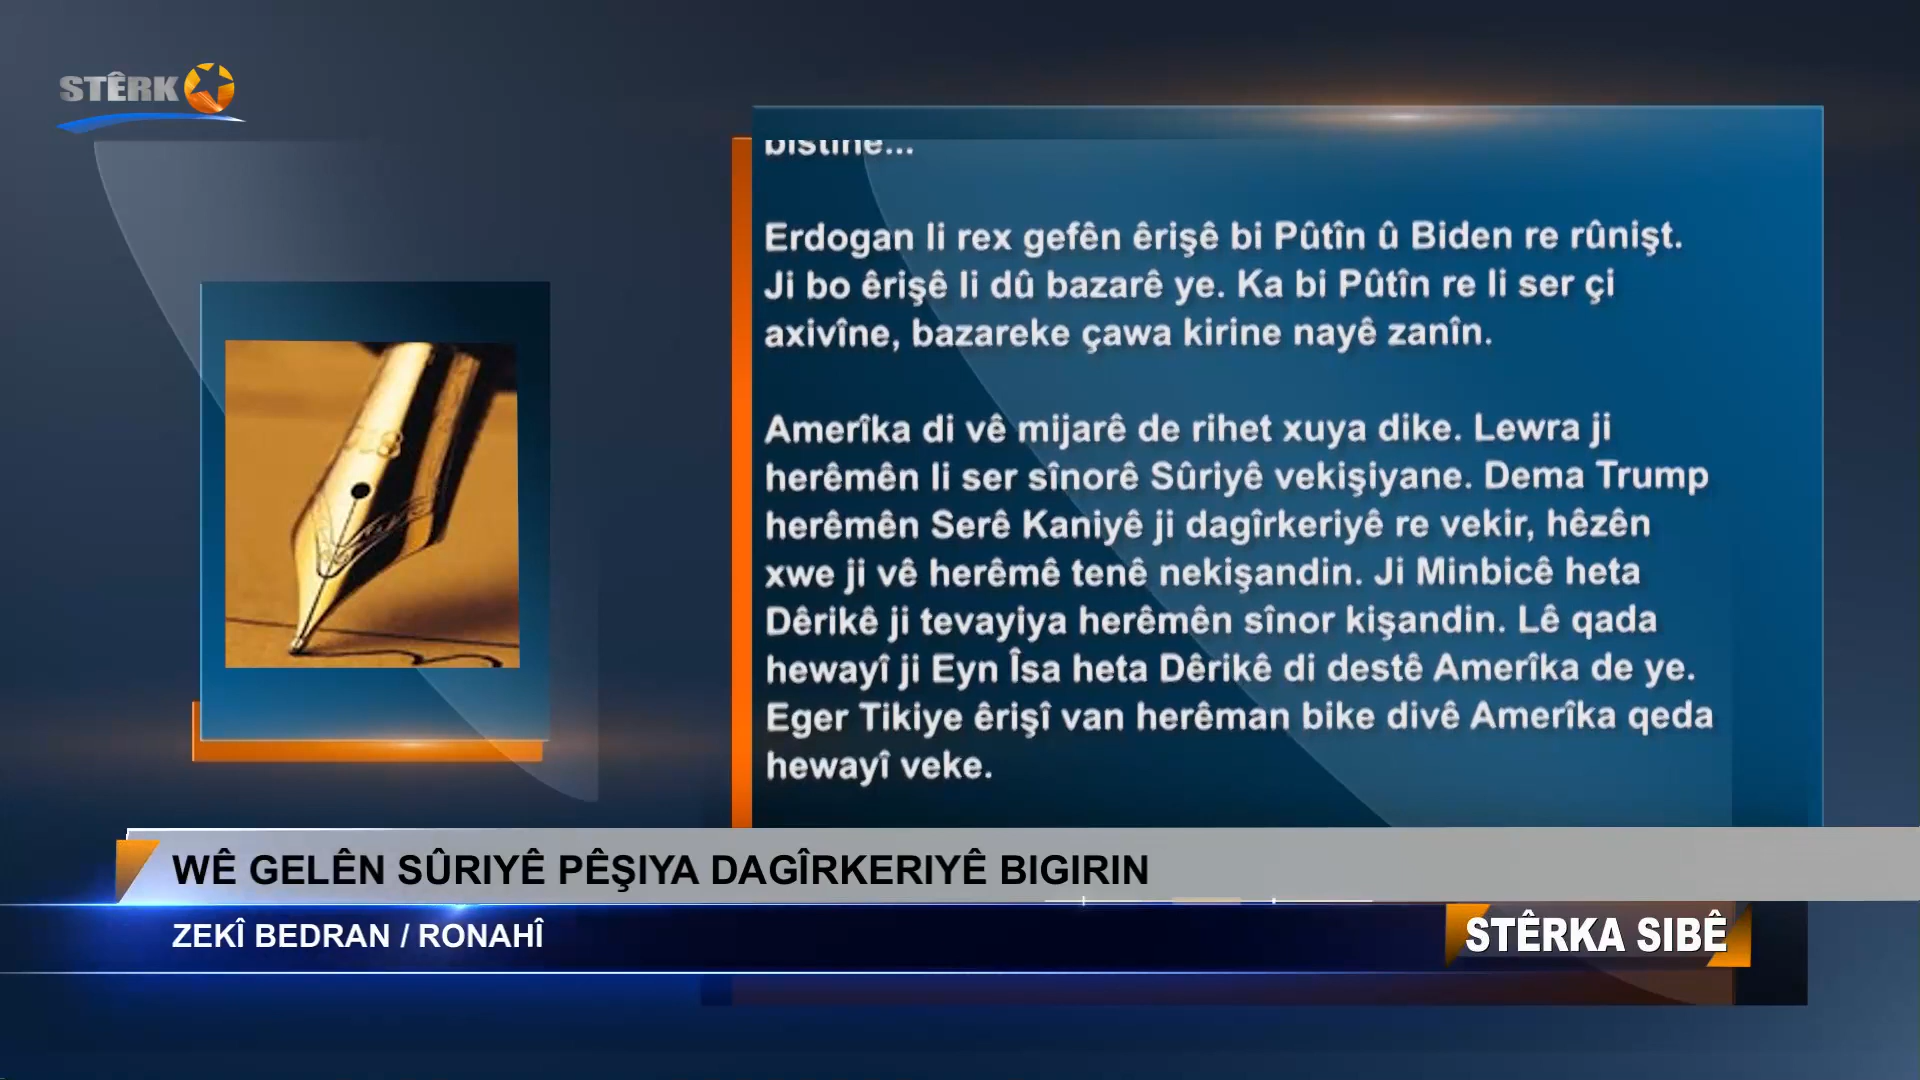 STÊRK
bistîne...
Erdogan li rex gefên êrişê bi Pûtîn û Biden re rûnişt.
Ji bo êrişê li dû bazarê ye. Ka bi Pûtîn re li ser çi
axivîne, bazareke çawa kirine nayê zanîn.
Amerîka di vê mijarê de rihet xuya dike. Lewra ji
herêmên li ser sînorê Sûriyê vekişiyane. Dema Trump
herêmên Serê Kaniyê ji dagîrkeriyê re vekir, hêzên
xwe ji vê herêmê tenê nekişandin. Ji Minbicê heta
Dêrikê ji tevayiya herêmên sînor kişandin. Lê qada
hewayî ji Eyn Îsa heta Dêrikê di destê Amerîka de ye.
Eger Tikiye êrişî van herêman bike divê Amerîka qeda
hewayî veke.
WÊ GELÊN SÛRIYÊ PÊŞIYA DAGÎRKERIYÊ BIGIRIN
ZEKÎ BEDRAN / RONAHÎ
STÊRKA SIBÊ